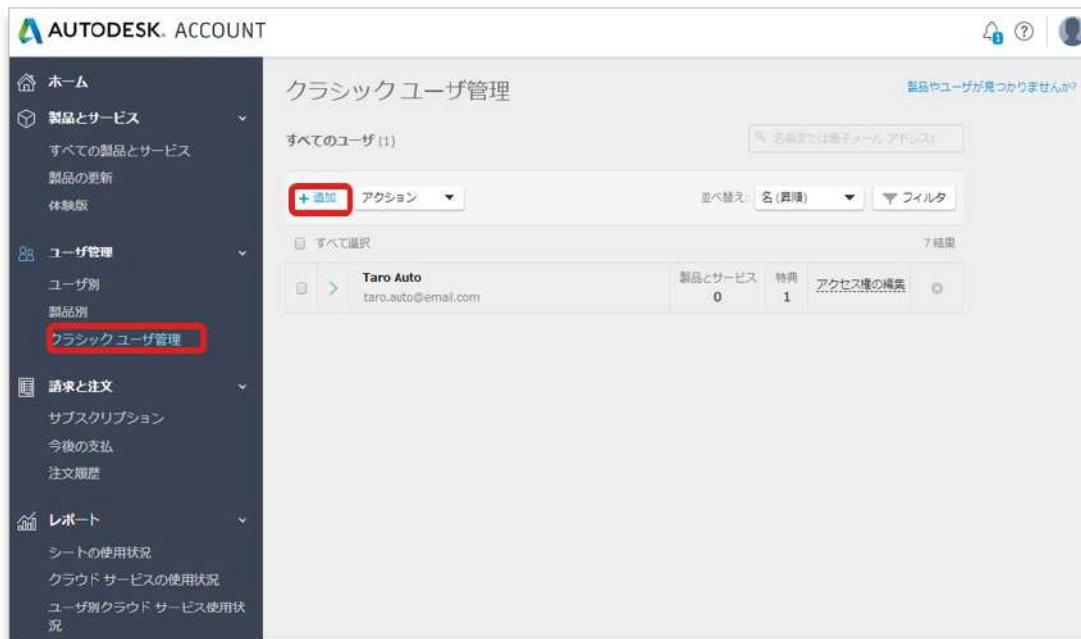 AUTODESK. ACCOUNT
1
ホーム
製品とサービス
すべての製品とサービス
製品の更新
体験版
ユーザ管理
ユーザ別
製品別
クラシック ユーザ管理
請求と注文
サブスクリプション
今後の支払
注文履歴
レポート
シートの使用状況
クラウド サービスの使用状況
ユーザ別クラウド サービス使用状
況
クラシック ユーザ管理
製品やユーザが見つかりませんか?
すべてのユーザ (1)
名前または電子メール アドレス
+ 追加
アクション
並べ替え: 名 (昇順)
フィルタ
すべて選択
7 結果
Taro Auto
taro.auto@email.com
製品とサービス
0
特典
1
アクセス権の編集